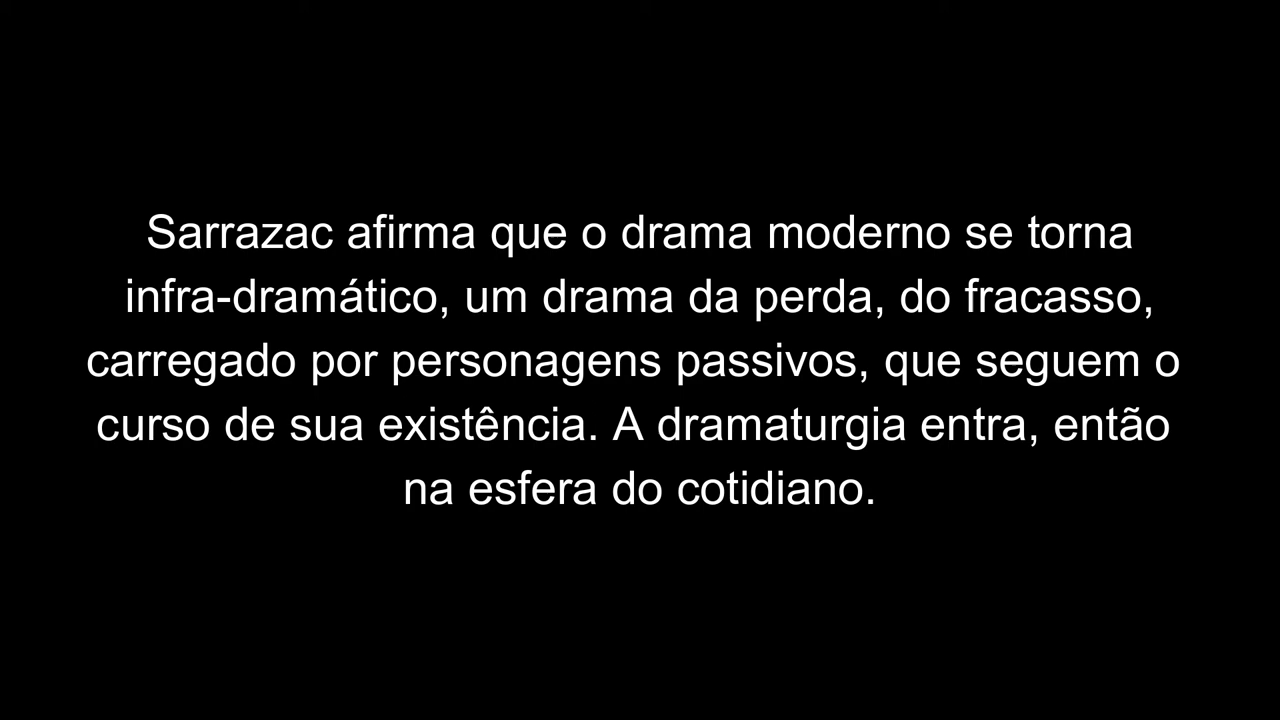 Sarrazac afirma que o drama moderno se torna
infra-dramático, um drama da perda, do fracasso,
carregado por personagens passivos, que seguem o
curso de sua existência. A dramaturgia entra, então
na esfera do cotidiano.